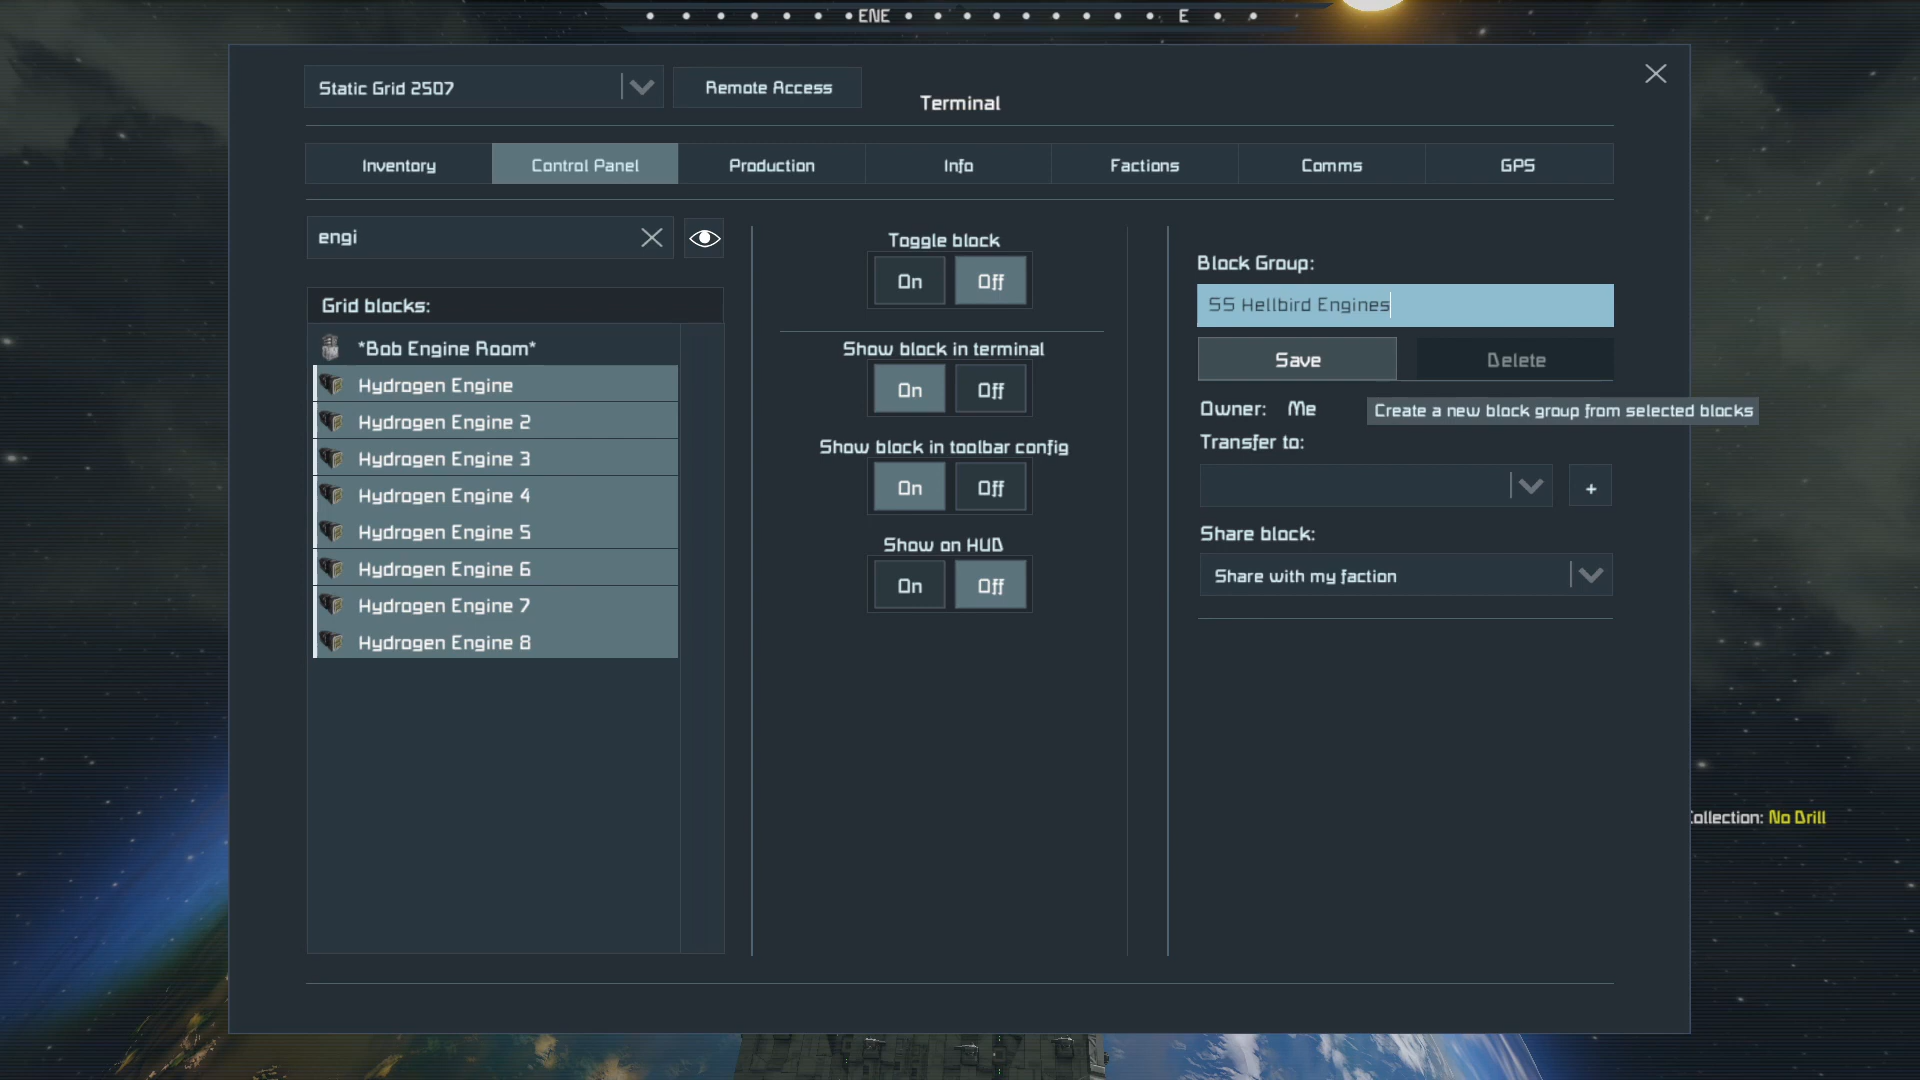 ENE
E
Static Grid 2507
Remote Access
Terminal
Inventory
Control Panel
Production
Info
Factions
Comms
GPS
engi
Grid blocks:
*Bob Engine Room*
Hydrogen Engine
Hydrogen Engine 2
Hydrogen Engine 3
Hydrogen Engine 4
Hydrogen Engine 5
Hydrogen Engine 6
Hydrogen Engine 7
Hydrogen Engine 8
Toggle block
On
Off
Show block in terminal
On
Off
Show block in toolbar config
On
Off
Show on HUD
On
Off
Block Group:
SS Hellbird Engines
Save
Delete
Owner: Me
Create a new block group from selected blocks
Transfer to:
+
Share block:
Share with my faction
Collection: No Drill